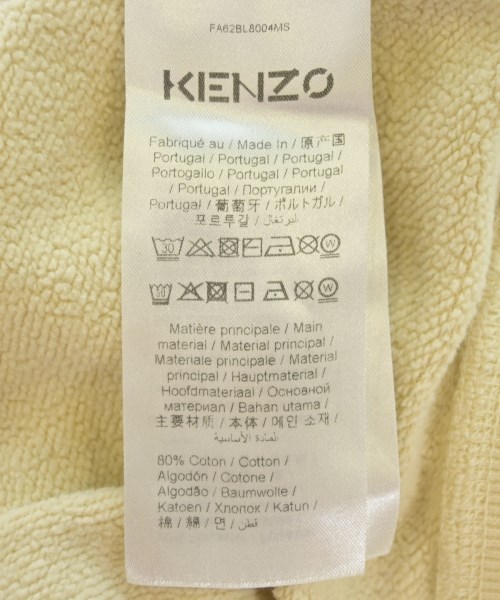 FA62BL8004MS
KENZO
Fabriqué au / Made In / 原产国
Portugal / Portugal / Portugal /
Portogallo / Portugal / Portugal
/ Portugal / Португалии /
Portugal / 葡萄牙 / ポルトガル /
포르투갈 / البرتغال
30
Matière principale / Main
material / Material principal /
Materiale principale / Material
principal / Hauptmaterial /
Hoofdmateriaal / Основной
материал / Bahan utama /
主要材质 / 本体 / 메인 소재 /
المادة الأساسية
80% Coton / Cotton /
Algodón / Cotone /
Algodão / Baumwolle /
Katoen / Хлопок / Katun /
綿 / 면 / قطن